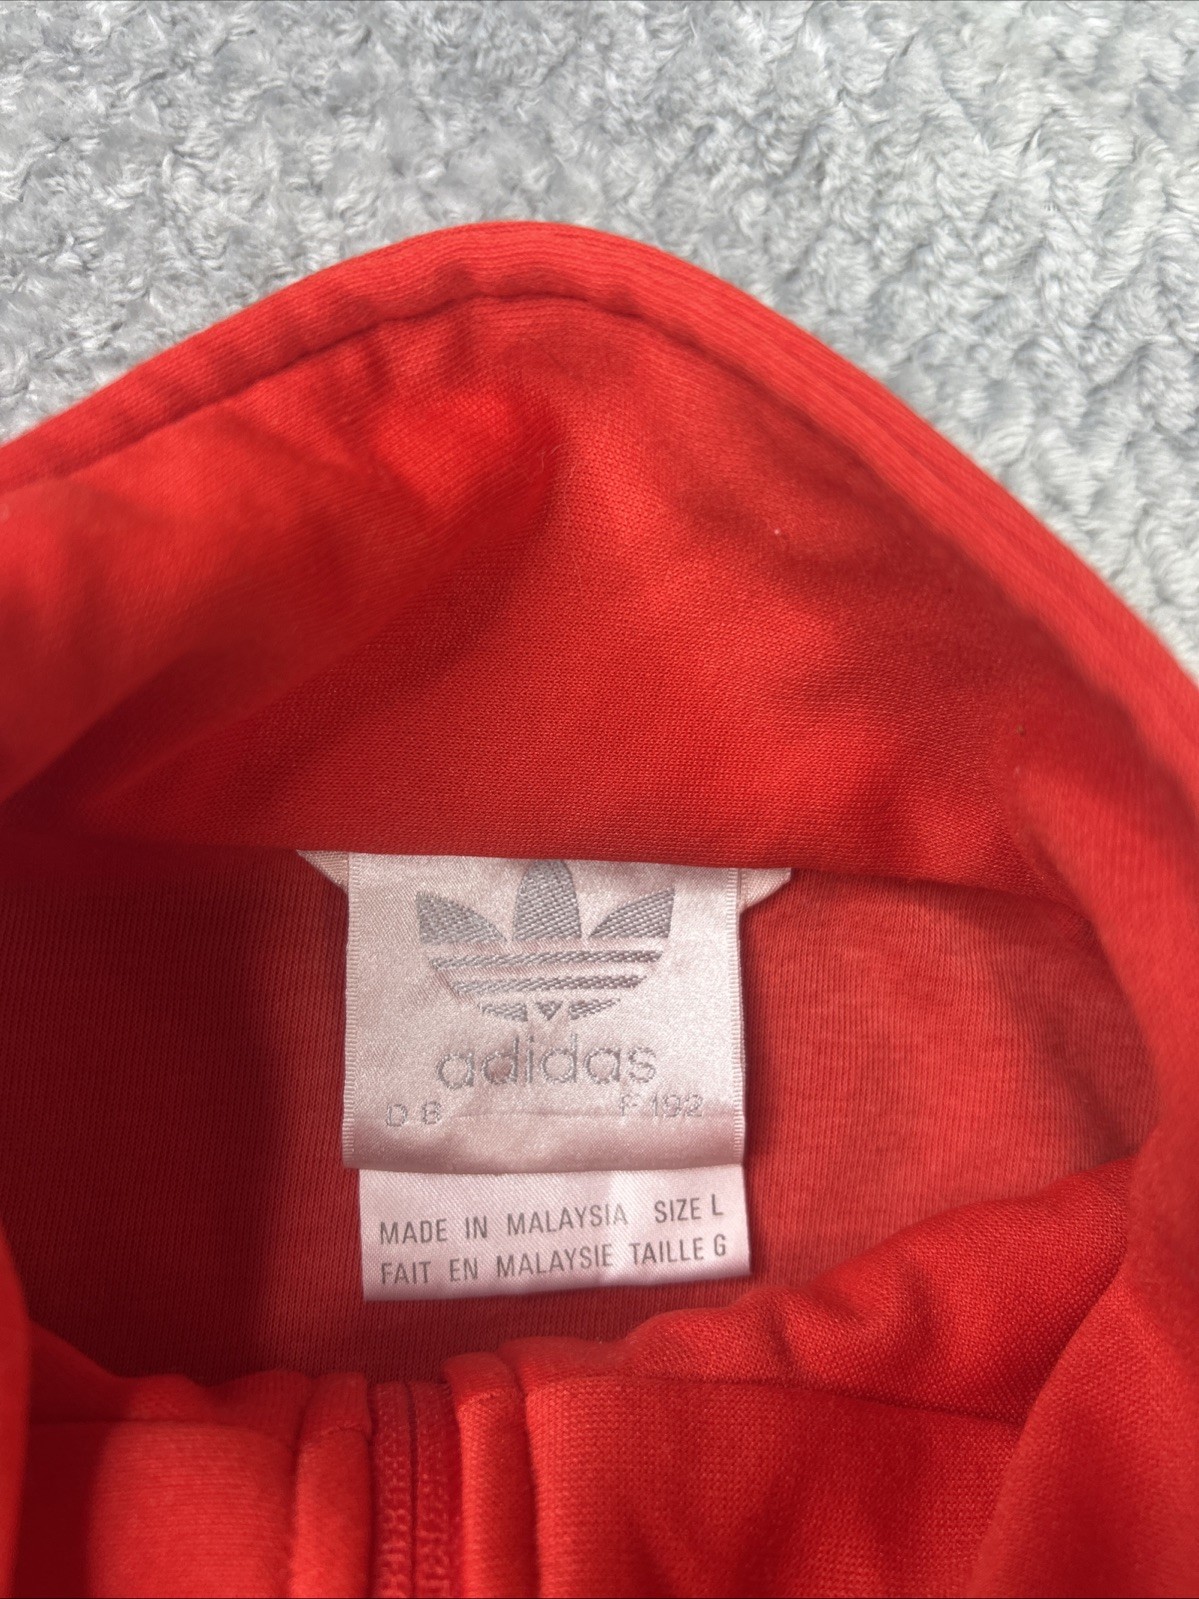 adidas
D 8 F 192
MADE IN MALAYSIA SIZE L
FAIT EN MALAYSIE TAILLE G